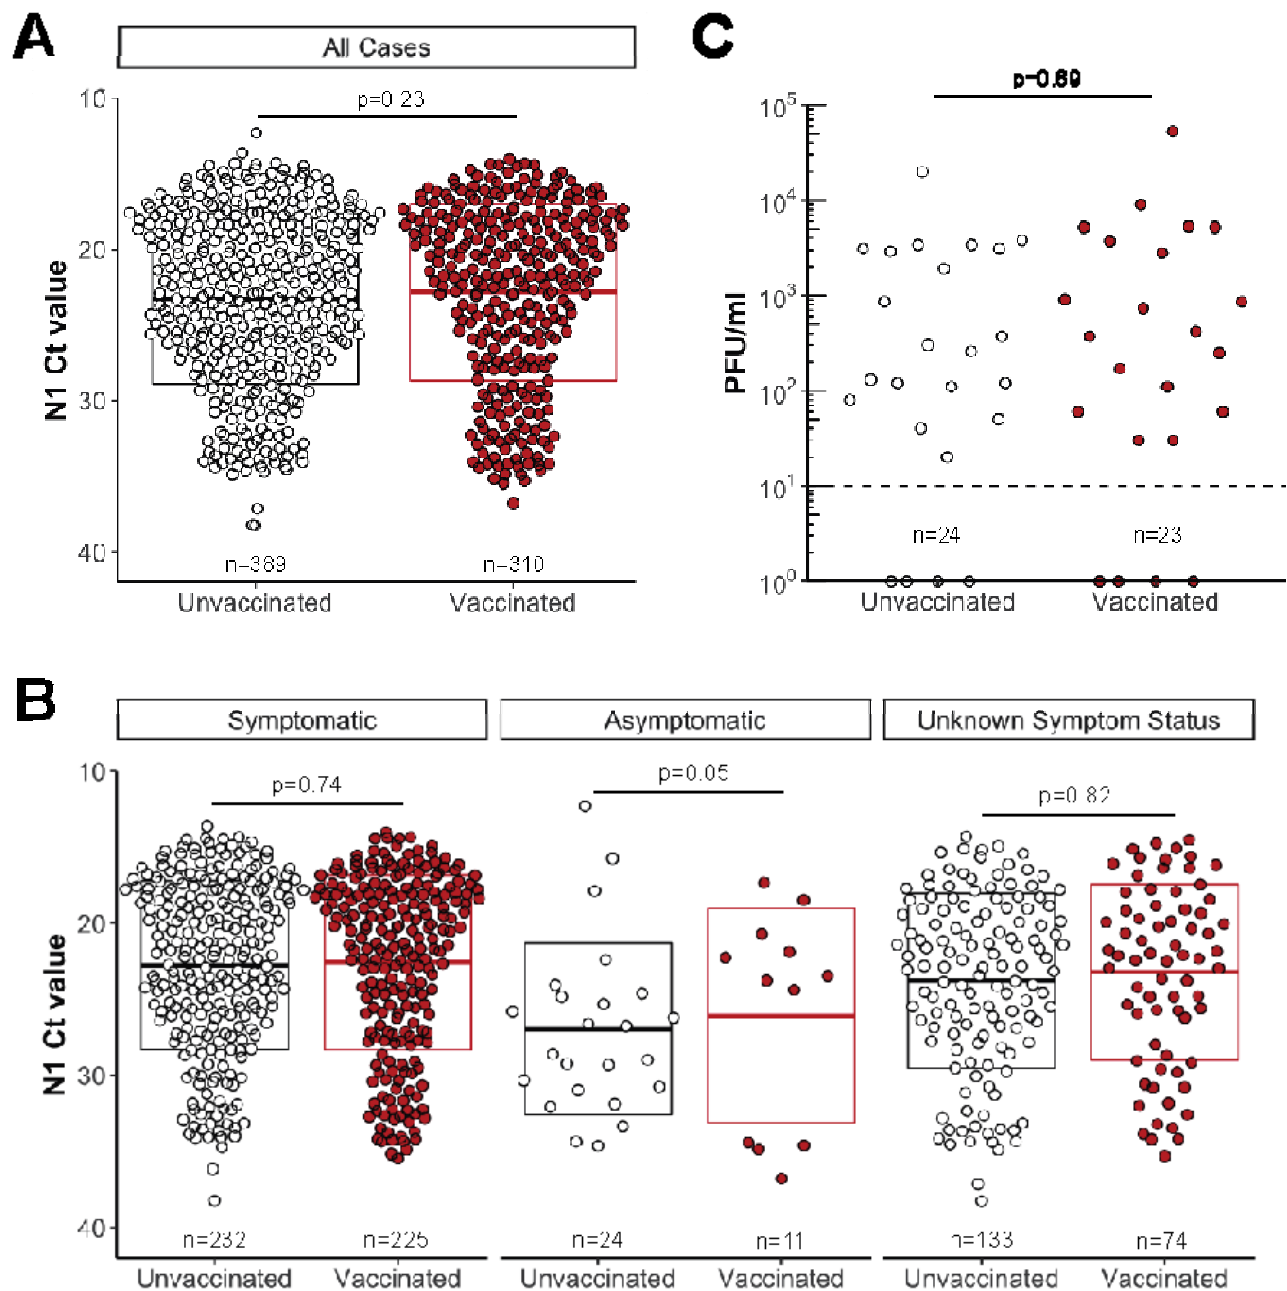 A
All Cases
p=0.23
10
20
30
40
N1 Ct value
n=389
n=310
Unvaccinated
Vaccinated
C
p=0.89
10^5
10^4
10^3
10^2
10^1
10^0
PFU/ml
n=24
n=23
Unvaccinated
Vaccinated
B
Symptomatic
Asymptomatic
Unknown Symptom Status
p=0.74
p=0.05
p=0.82
10
20
30
40
N1 Ct value
n=232
n=225
n=24
n=11
n=133
n=74
Unvaccinated
Vaccinated
Unvaccinated
Vaccinated
Unvaccinated
Vaccinated